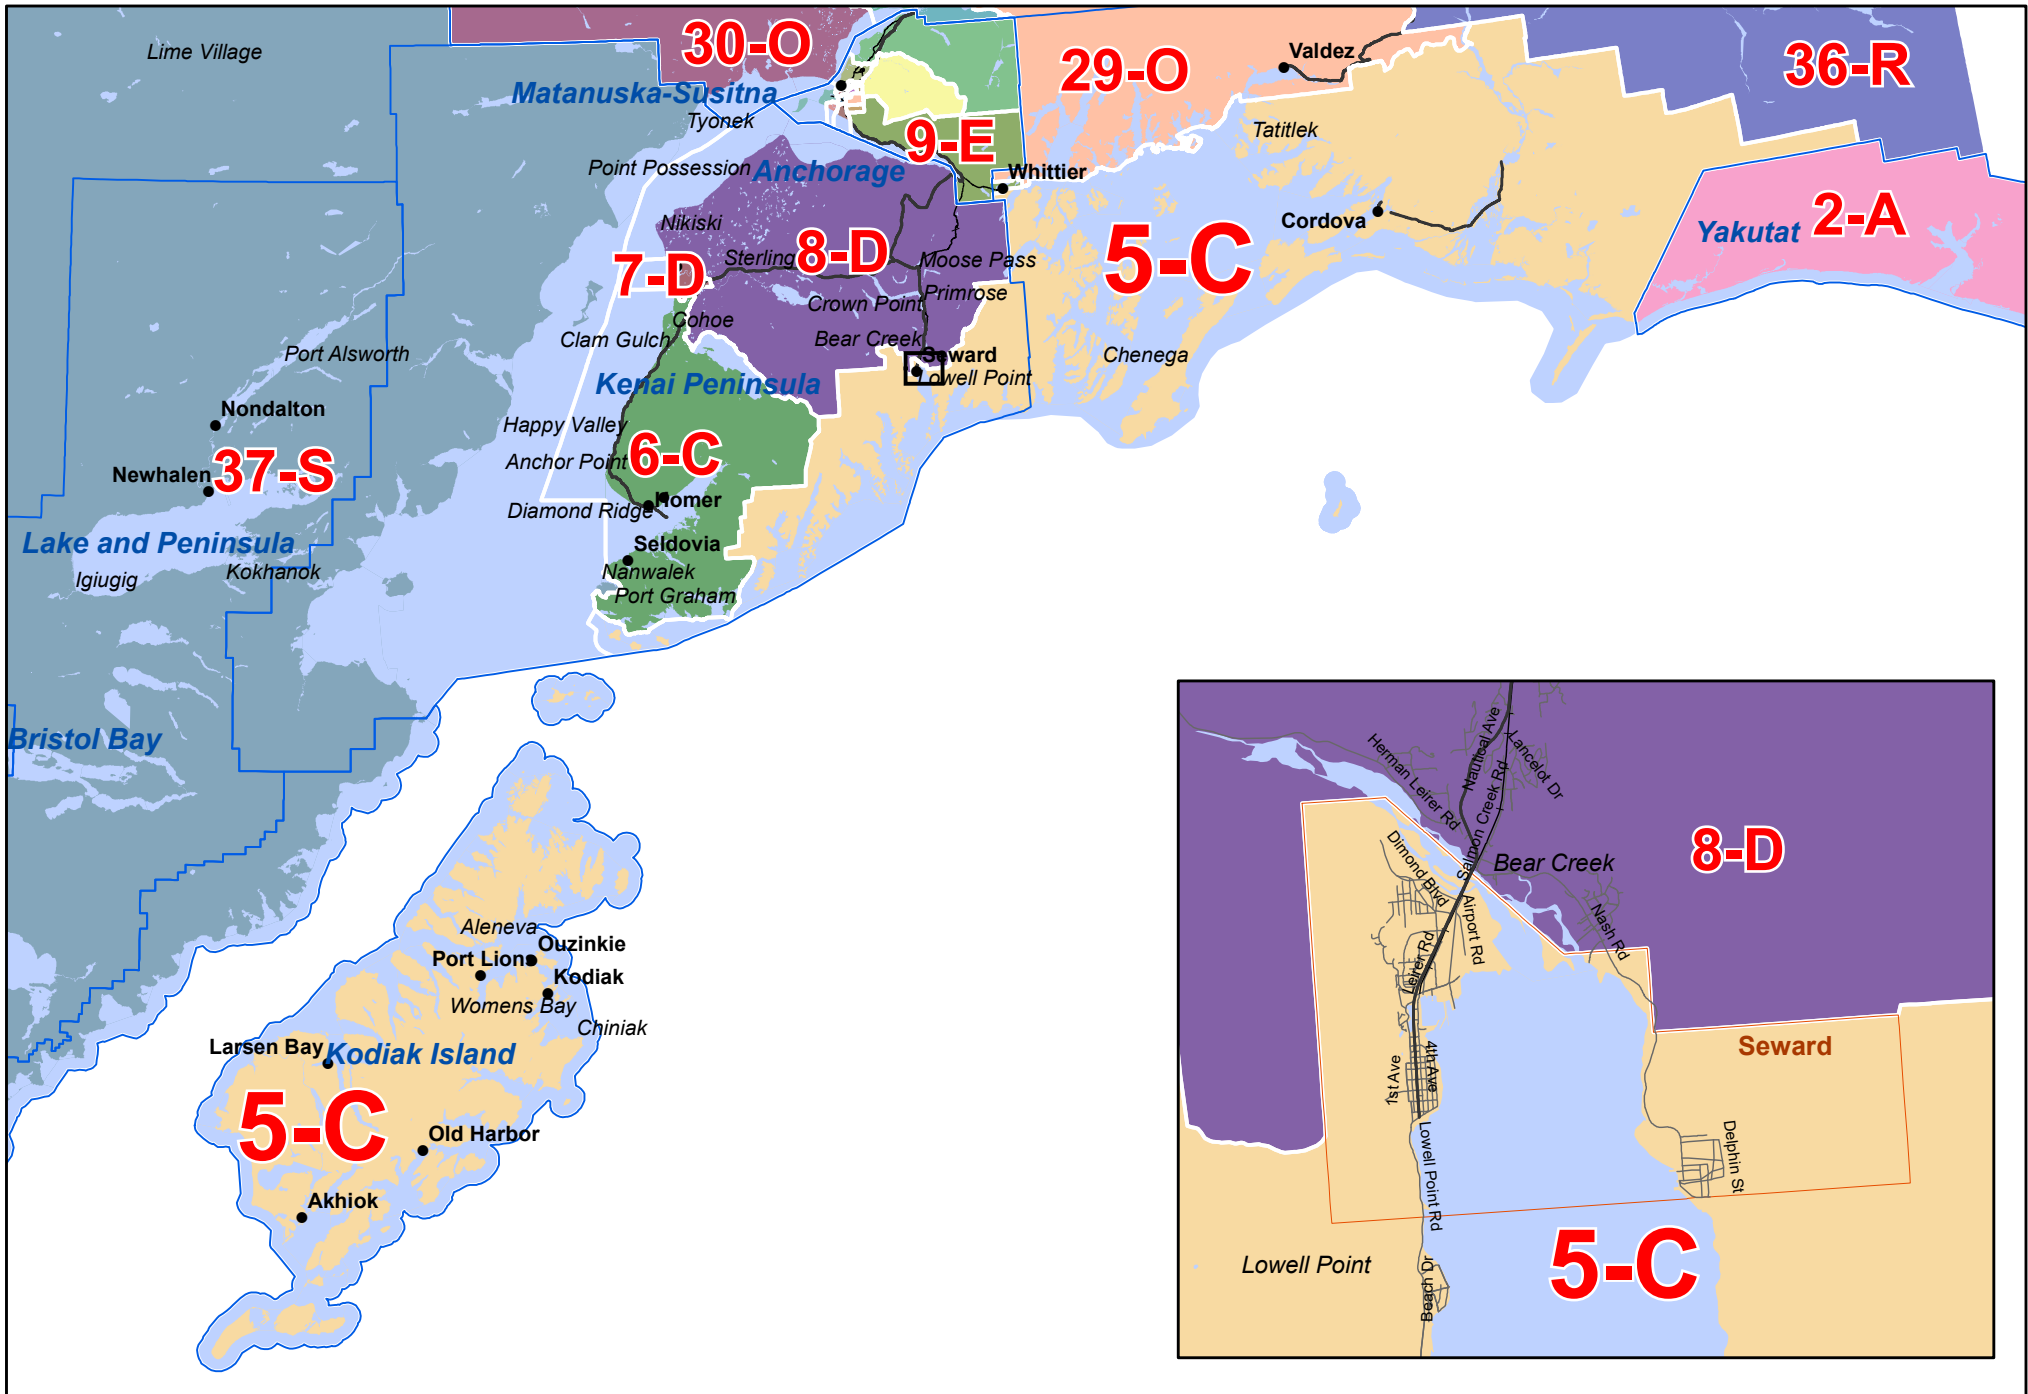 Lime Village
30-O
Matanuska-Susitna
Tyonek
29-O
Valdez
36-R
Tatitlek
9-E
Point Possession
Anchorage
Whittier
Nikiski
Sterling
8-D
Moose Pass
5-C
Cordova
Yakutat
2-A
7-D
Crown Point
Primrose
Cohoe
Clam Gulch
Bear Creek
Seward
Lowell Point
Chenega
Port Alsworth
Kenai Peninsula
Nondalton
Happy Valley
Anchor Point
6-C
Newhalen
37-S
Diamond Ridge
Homer
Lake and Peninsula
Seldovia
Igiugig
Kokhanok
Nanwalek
Port Graham
Bristol Bay
Aleneva
Ouzinkie
Port Lions
Kodiak
Womens Bay
Chiniak
Larsen Bay
Kodiak Island
5-C
Old Harbor
Akhiok
Herman Leirer Rd
Nautical Ave
Lancelot Dr
Salmon Creek Rd
Dimond Blvd
Bear Creek
8-D
Airport Rd
Nash Rd
Leirer Rd
1st Ave
4th Ave
Seward
Lowell Point Rd
Delphin St
Lowell Point
Beach Dr
5-C